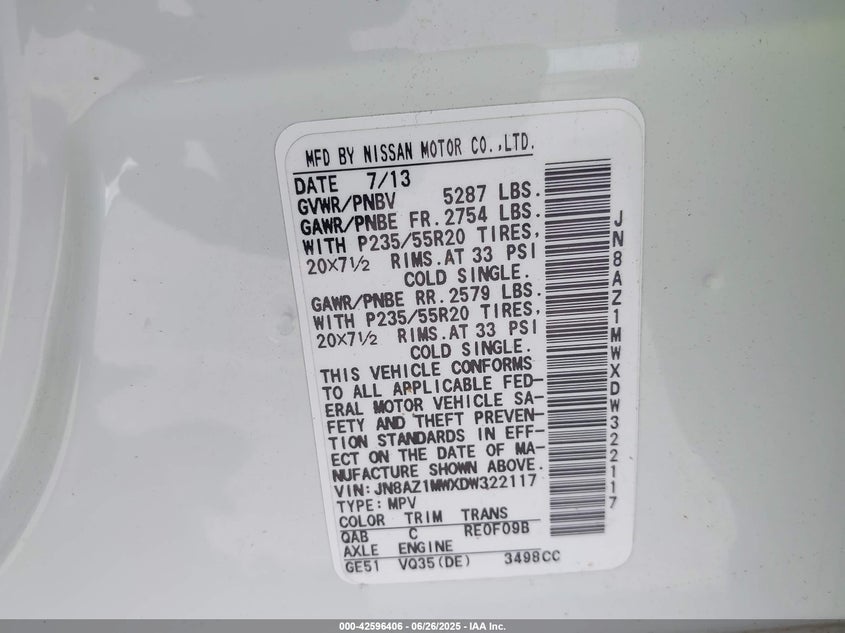 MFD BY NISSAN MOTOR CO.,LTD.
DATE 7/13
GVWR/PNBV 5287 LBS.
GAWR/PNBE FR. 2754 LBS.
WITH P235/55R20 TIRES,
20X7½ RIMS.AT 33 PSI
COLD SINGLE.
GAWR/PNBE RR. 2579 LBS.
WITH P235/55R20 TIRES,
20X7½ RIMS.AT 33 PSI
COLD SINGLE.
THIS VEHICLE CONFORMS
TO ALL APPLICABLE FED-
ERAL MOTOR VEHICLE SA-
FETY AND THEFT PREVEN-
TION STANDARDS IN EFF-
ECT ON THE DATE OF MA-
NUFACTURE SHOWN ABOVE.
VIN:JN8AZ1MWXDW322117
TYPE:MPV
COLOR TRIM TRANS
QAB C RE0F09B
AXLE ENGINE
GE51 VQ35(DE) 3498CC
JN8AZ1MWXDW322117
000-42596406 - 06/26/2025 - IAA Inc.